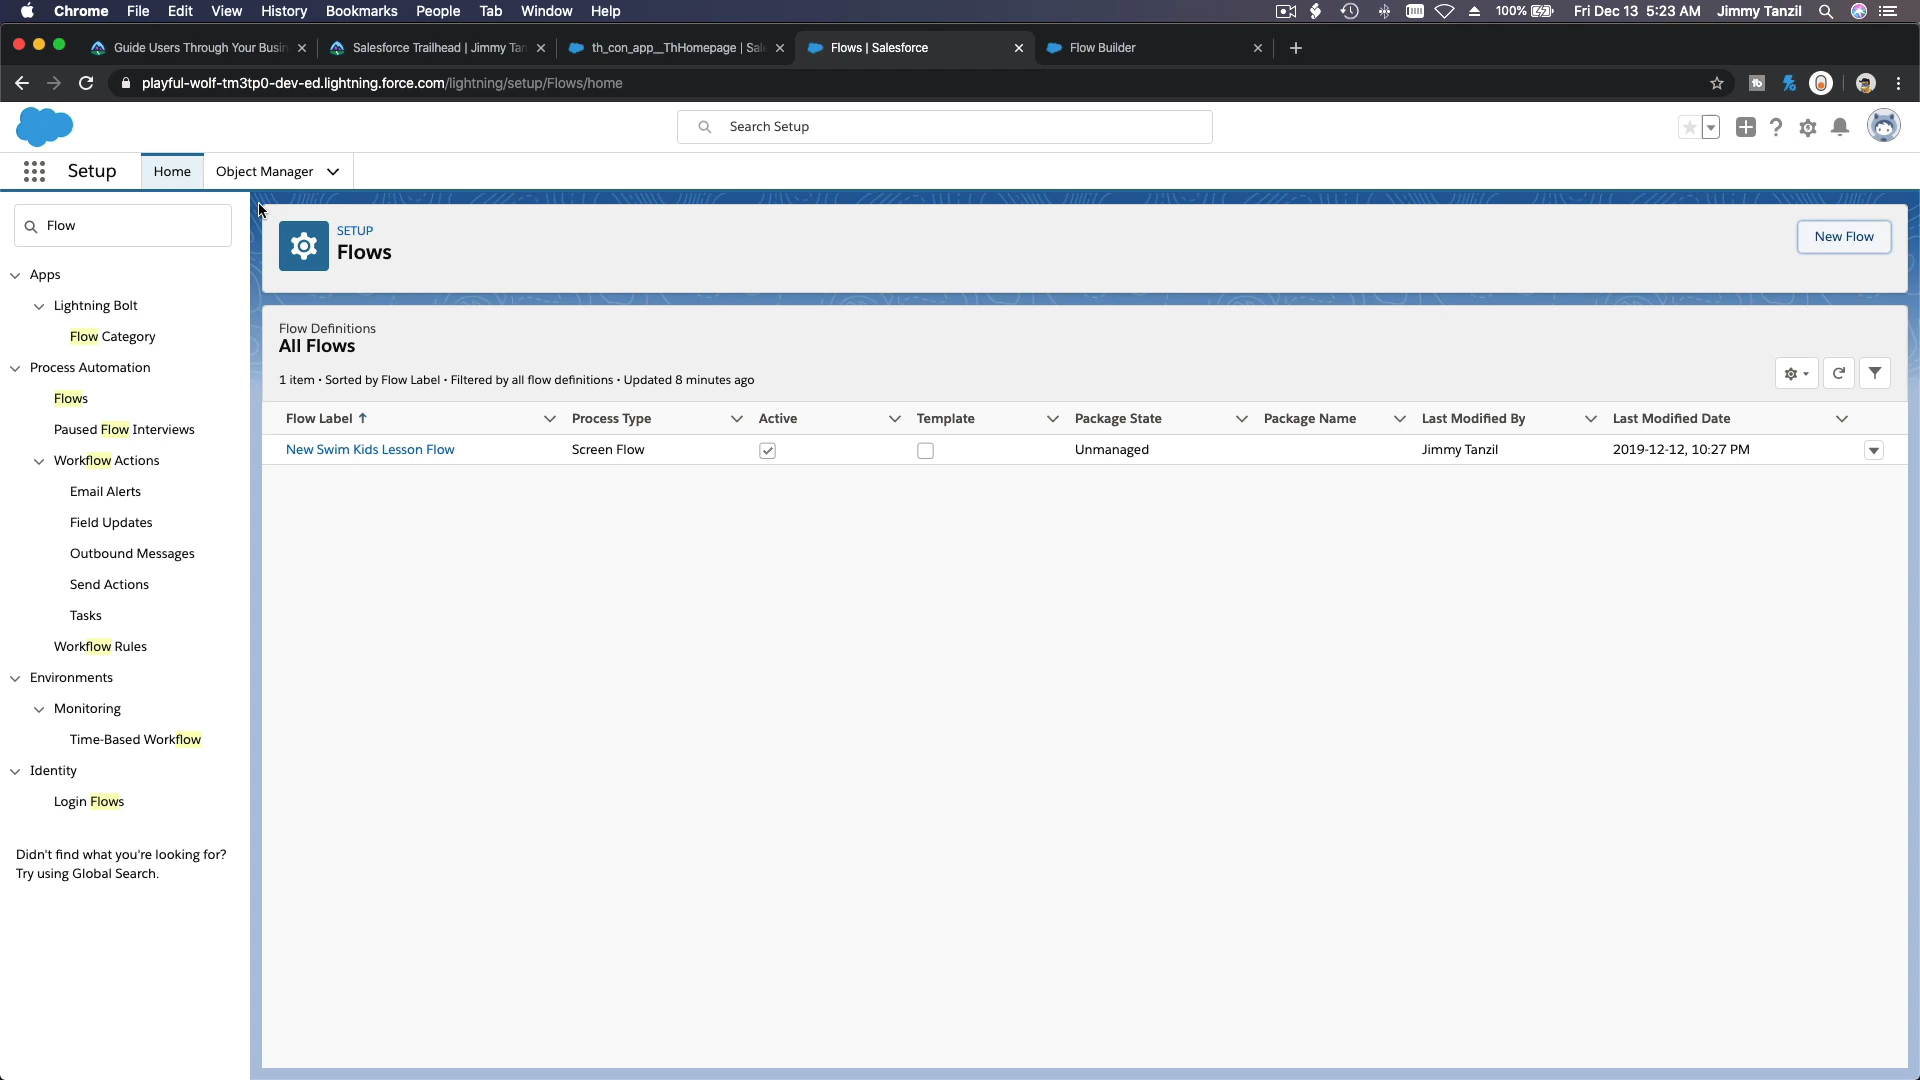 Chrome File Edit View History Bookmarks People Tab Window Help 100% Fri Dec 13 5:23 AM Jimmy Tanzil
Guide Users Through Your Busin
Salesforce Trailhead | Jimmy Tan
th_con_app__ThHomepage | Sale
Flows | Salesforce
Flow Builder
playful-wolf-tm3tp0-dev-ed.lightning.force.com/lightning/setup/Flows/home
Search Setup
Setup Home Object Manager
Flow
Apps
Lightning Bolt
Flow Category
Process Automation
Flows
Paused Flow Interviews
Workflow Actions
Email Alerts
Field Updates
Outbound Messages
Send Actions
Tasks
Workflow Rules
Environments
Monitoring
Time-Based Workflow
Identity
Login Flows
Didn't find what you're looking for?
Try using Global Search.
SETUP
Flows
New Flow
Flow Definitions
All Flows
1 item • Sorted by Flow Label • Filtered by all flow definitions • Updated 8 minutes ago
Flow Label Process Type Active Template Package State Package Name Last Modified By Last Modified Date
New Swim Kids Lesson Flow Screen Flow Unmanaged Jimmy Tanzil 2019-12-12, 10:27 PM